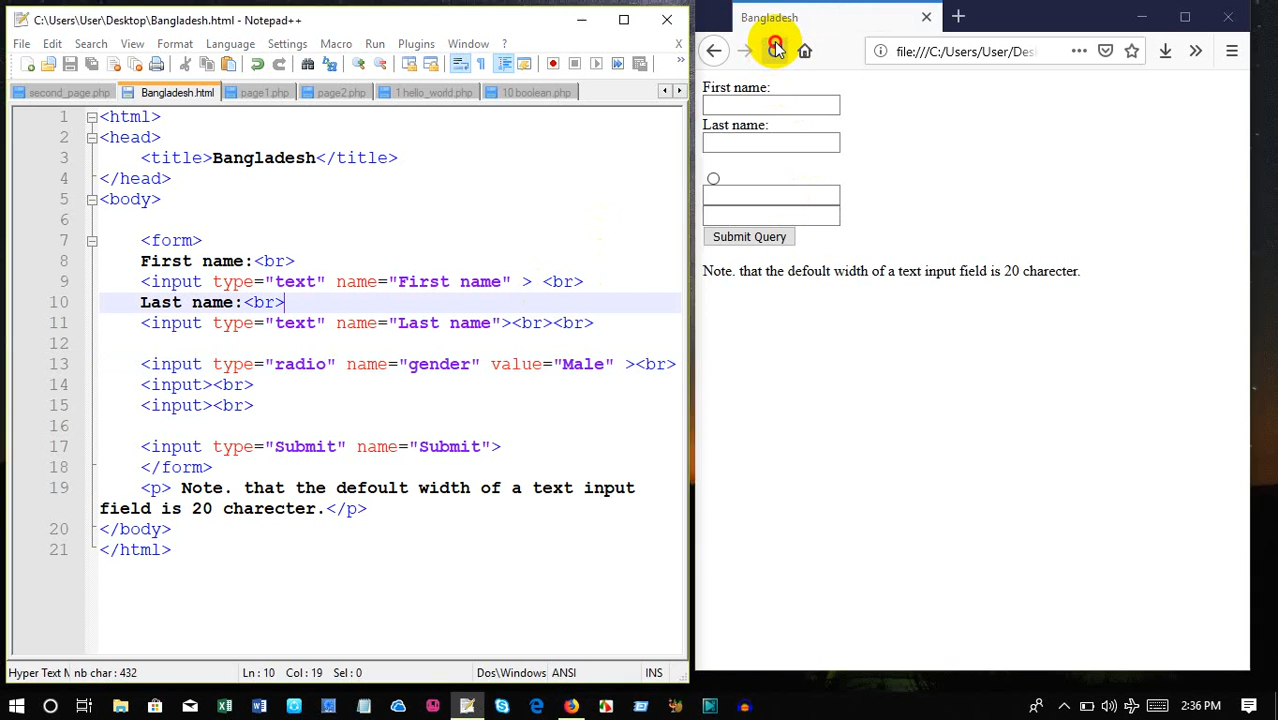 C:\Users\User\Desktop\Bangladesh.html - Notepad++
File Edit Search View Format Language Settings Macro Run Plugins Window ? X
second_page.php Bangladesh.html page1.php page2.php 1 hello_world.php 10 boolean.php
1 <html>
2 <head>
3 <title>Bangladesh</title>
4 </head>
5 <body>
6
7 <form>
8 First name:<br>
9 <input type="text" name="First name" > <br>
10 Last name:<br>
11 <input type="text" name="Last name"><br><br>
12
13 <input type="radio" name="gender" value="Male" ><br>
14 <input><br>
15 <input><br>
16
17 <input type="Submit" name="Submit">
18 </form>
19 <p> Note. that the defoult width of a text input
field is 20 charecter.</p>
20 </body>
21 </html>
Hyper Text M nb char : 432 Ln : 10 Col : 19 Sel : 0 Dos\Windows ANSI INS
Bangladesh
file:///C:/Users/User/Des
First name:
Last name:
Submit Query
Note. that the defoult width of a text input field is 20 charecter.
2:36 PM